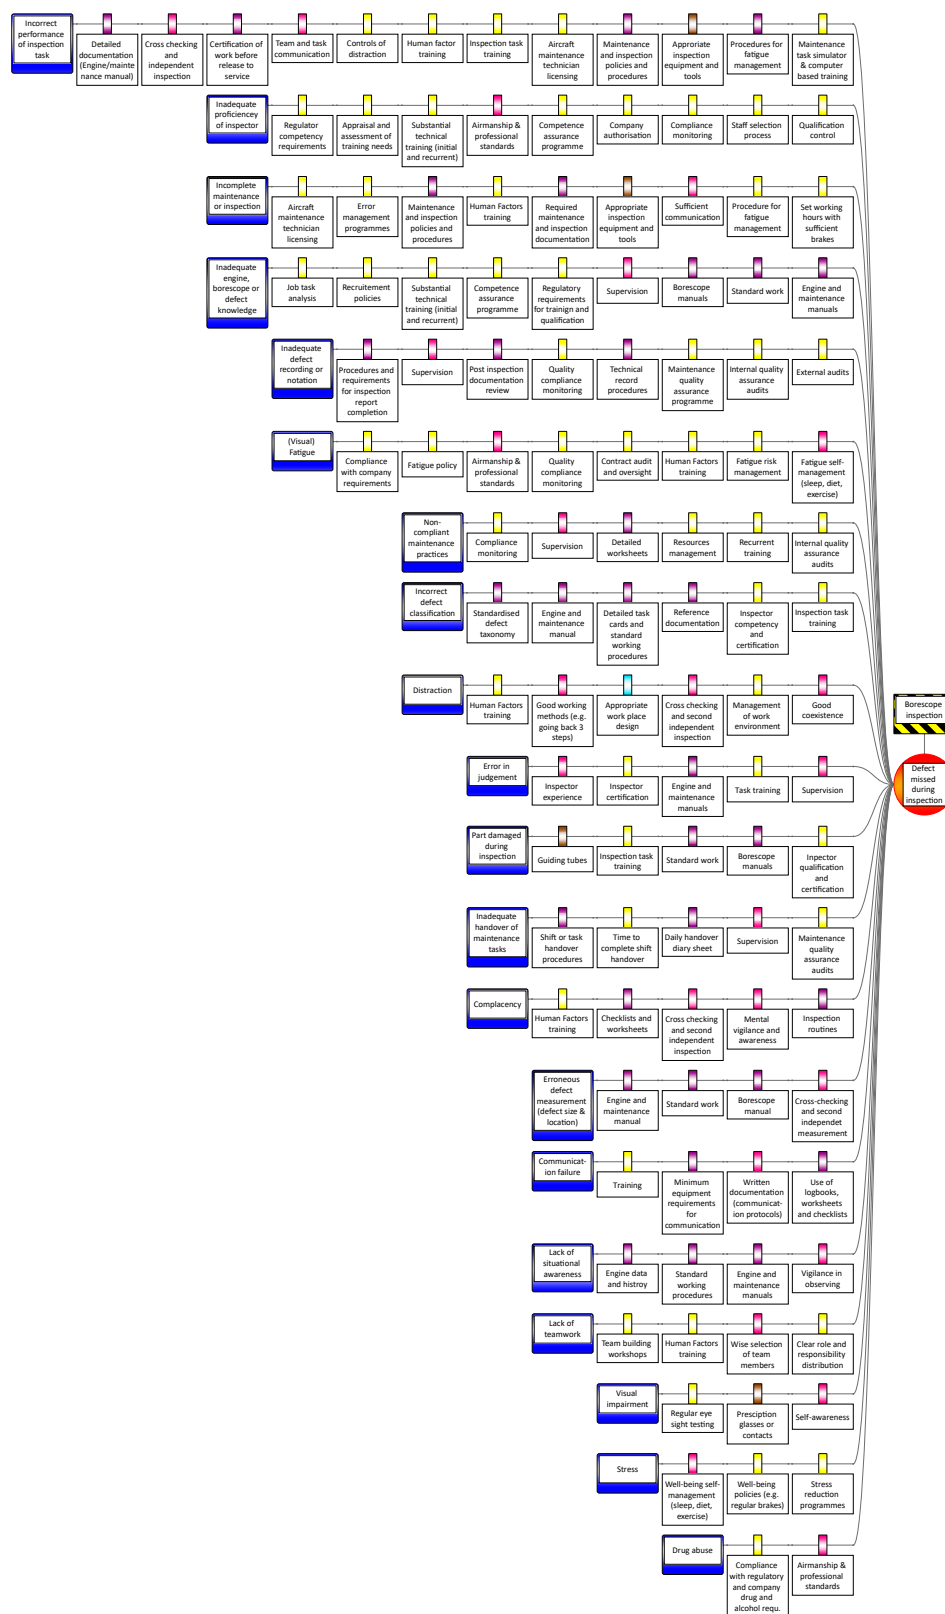 Incorrect
performance
of inspection
task
Detailed
documentation
(Engine/mainte
nance manual)
Cross checking
and
independent
inspection
Certification of
work before
release to
service
Team and task
communication
Controls of
distraction
Human factor
training
Inspection task
training
Aircraft
maintenance
technician
licensing
Maintenance
and inspection
policies and
procedures
Approriate
inspection
equipment and
tools
Procedures for
fatigue
management
Maintenance
task simulator
& computer
based training
Inadequate
proficiencey
of inspector
Regulator
competency
requirements
Appraisal and
assessment of
training needs
Substantial
technical
training (initial
and recurrent)
Airmanship &
professional
standards
Competence
assurance
programme
Company
authorisation
Compliance
monitoring
Staff selection
process
Qualification
control
Incomplete
maintenance
or inspection
Aircraft
maintenance
technician
licensing
Error
management
programmes
Maintenance
and inspection
policies and
procedures
Human Factors
training
Required
maintenance
and inspection
documentation
Appropriate
inspection
equipment and
tools
Sufficient
communication
Procedure for
fatigue
management
Set working
hours with
sufficient
brakes
Inadequate
engine,
borescope or
defect
knowledge
Job task
analysis
Recruitement
policies
Substantial
technical
training (initial
and recurrent)
Competence
assurance
programme
Regulatory
requirements
for trainign and
qualification
Supervision
Borescope
manuals
Standard work
Engine and
maintenance
manuals
Inadequate
defect
recording or
notation
Procedures and
requirements
for inspection
report
completion
Supervision
Post inspection
documentation
review
Quality
compliance
monitoring
Technical
record
procedures
Maintenance
quality
assurance
programme
Internal quality
assurance
audits
External audits
(Visual)
Fatigue
Compliance
with company
requirements
Fatigue policy
Airmanship &
professional
standards
Quality
compliance
monitoring
Contract audit
and oversight
Human Factors
training
Fatigue risk
management
Fatigue self-
management
(sleep, diet,
exercise)
Non-
compliant
maintenance
practices
Compliance
monitoring
Supervision
Detailed
worksheets
Resources
management
Recurrent
training
Internal quality
assurance
audits
Incorrect
defect
classification
Standardised
defect
taxonomy
Engine and
maintenance
manual
Detailed task
cards and
standard
working
procedures
Reference
documentation
Inspector
competency
and
certification
Inspection task
training
Distraction
Human Factors
training
Good working
methods (e.g.
going back 3
steps)
Appropriate
work place
design
Cross checking
and second
independent
inspection
Management
of work
environment
Good
coexistence
Borescope
inspection
Defect
missed
during
inspection
Error in
judgement
Inspector
experience
Inspector
certification
Engine and
maintenance
manuals
Task training
Supervision
Part damaged
during
inspection
Guiding tubes
Inspection task
training
Standard work
Borescope
manuals
Inpector
qualification
and
certification
Inadequate
handover of
maintenance
tasks
Shift or task
handover
procedures
Time to
complete shift
handover
Daily handover
diary sheet
Supervision
Maintenance
quality
assurance
audits
Complacency
Human Factors
training
Checklists and
worksheets
Cross checking
and second
independent
inspection
Mental
vigilance and
awareness
Inspection
routines
Erroneous
defect
measurement
(defect size &
location)
Engine and
maintenance
manual
Standard work
Borescope
manual
Cross-checking
and second
independet
measurement
Communicat-
ion failure
Training
Minimum
equipment
requirements
for
communication
Written
documentation
(communicat-
ion protocols)
Use of
logbooks,
worksheets
and checklists
Lack of
situational
awareness
Engine data
and histroy
Standard
working
procedures
Engine and
maintenance
manuals
Vigilance in
observing
Lack of
teamwork
Team building
workshops
Human Factors
training
Wise selection
of team
members
Clear role and
responsibility
distribution
Visual
impairment
Regular eye
sight testing
Presciption
glasses or
contacts
Self-awareness
Stress
Well-being self-
management
(sleep, diet,
exercise)
Well-being
policies (e.g.
regular brakes)
Stress
reduction
programmes
Drug abuse
Compliance
with regulatory
and company
drug and
alcohol requ.
Airmanship &
professional
standards